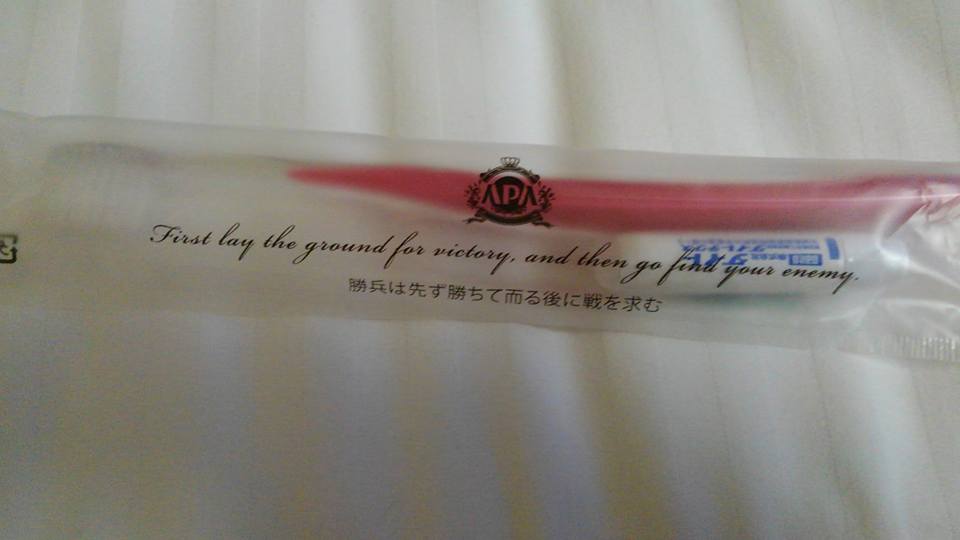 APA
First lay the ground for victory, and then go find your enemy.
勝兵は先ず勝ちて而る後に戦を求む